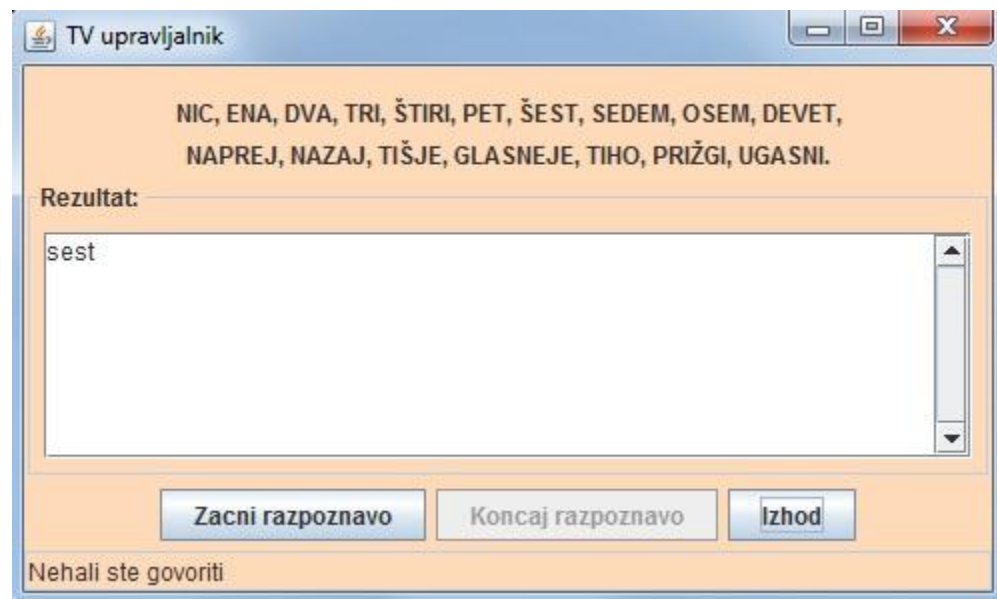 TV upravljalnik
NIC, ENA, DVA, TRI, ŠTIRI, PET, ŠEST, SEDEM, OSEM, DEVET,
NAPREJ, NAZAJ, TIŠJE, GLASNEJE, TIHO, PRIŽGI, UGASNI.
Rezultat:
sest
Zacni razpoznavo Koncaj razpoznavo Izhod
Nehali ste govoriti